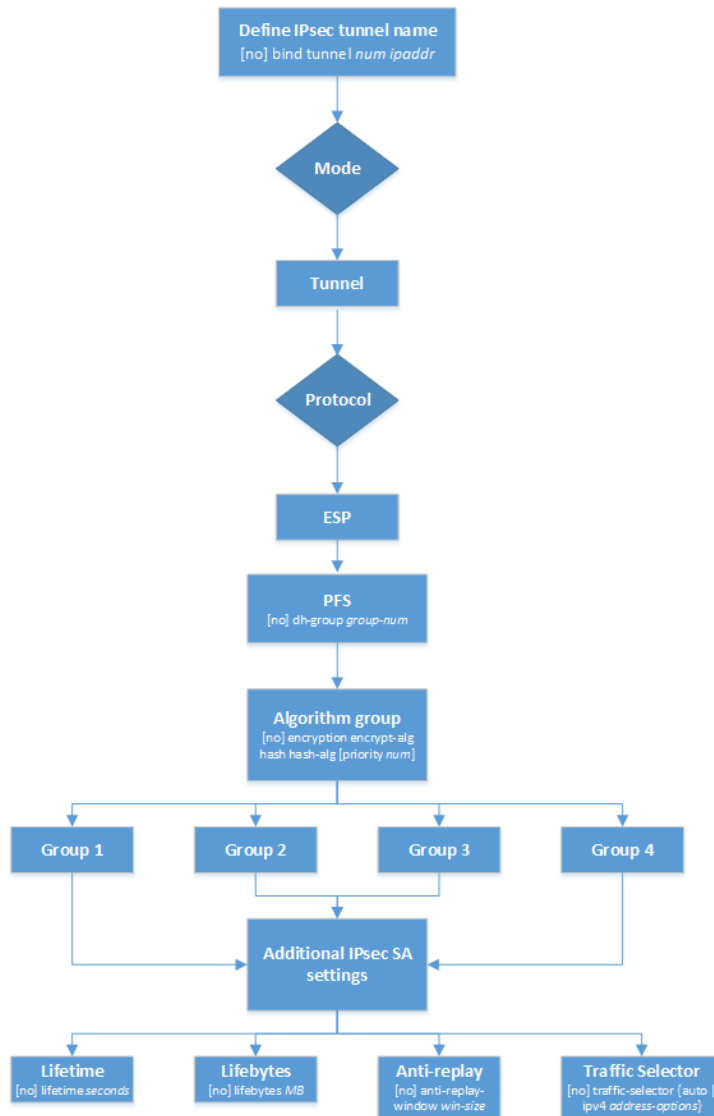 Define IPsec tunnel name
[no] bind tunnel num ipaddr
Mode
Tunnel
Protocol
ESP
PFS
[no] dh-group group-num
Algorithm group
[no] encryption encrypt-alg
hash hash-alg [priority num]
Group 1
Group 2
Group 3
Group 4
Additional IPsec SA
settings
Lifetime
[no] lifetime seconds
Lifebytes
[no] lifebytes MB
Anti-replay
[no] anti-replay-
window win-size
Traffic Selector
[no] traffic-selector {auto |
ipv4 address-options}